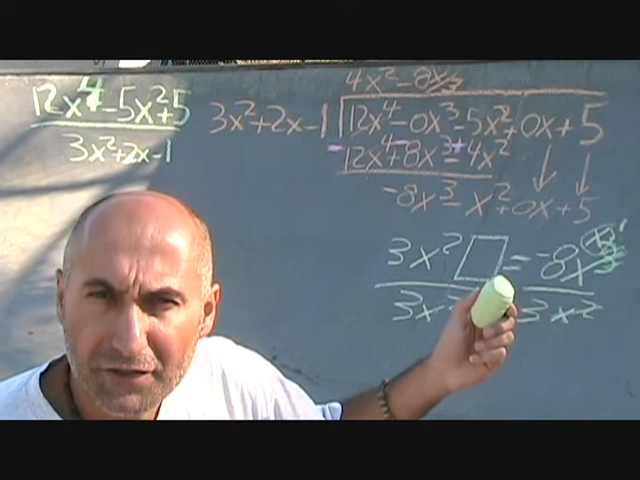 12x⁴-5x²+5
3x²+2x-1
4x²-8x/3
3x²+2x-1 12x⁴-0x³-5x²+0x+5
-12x⁴+8x³-4x²
-8x³-x²+0x+5
3x² □ = -8x³
3x² 3x²